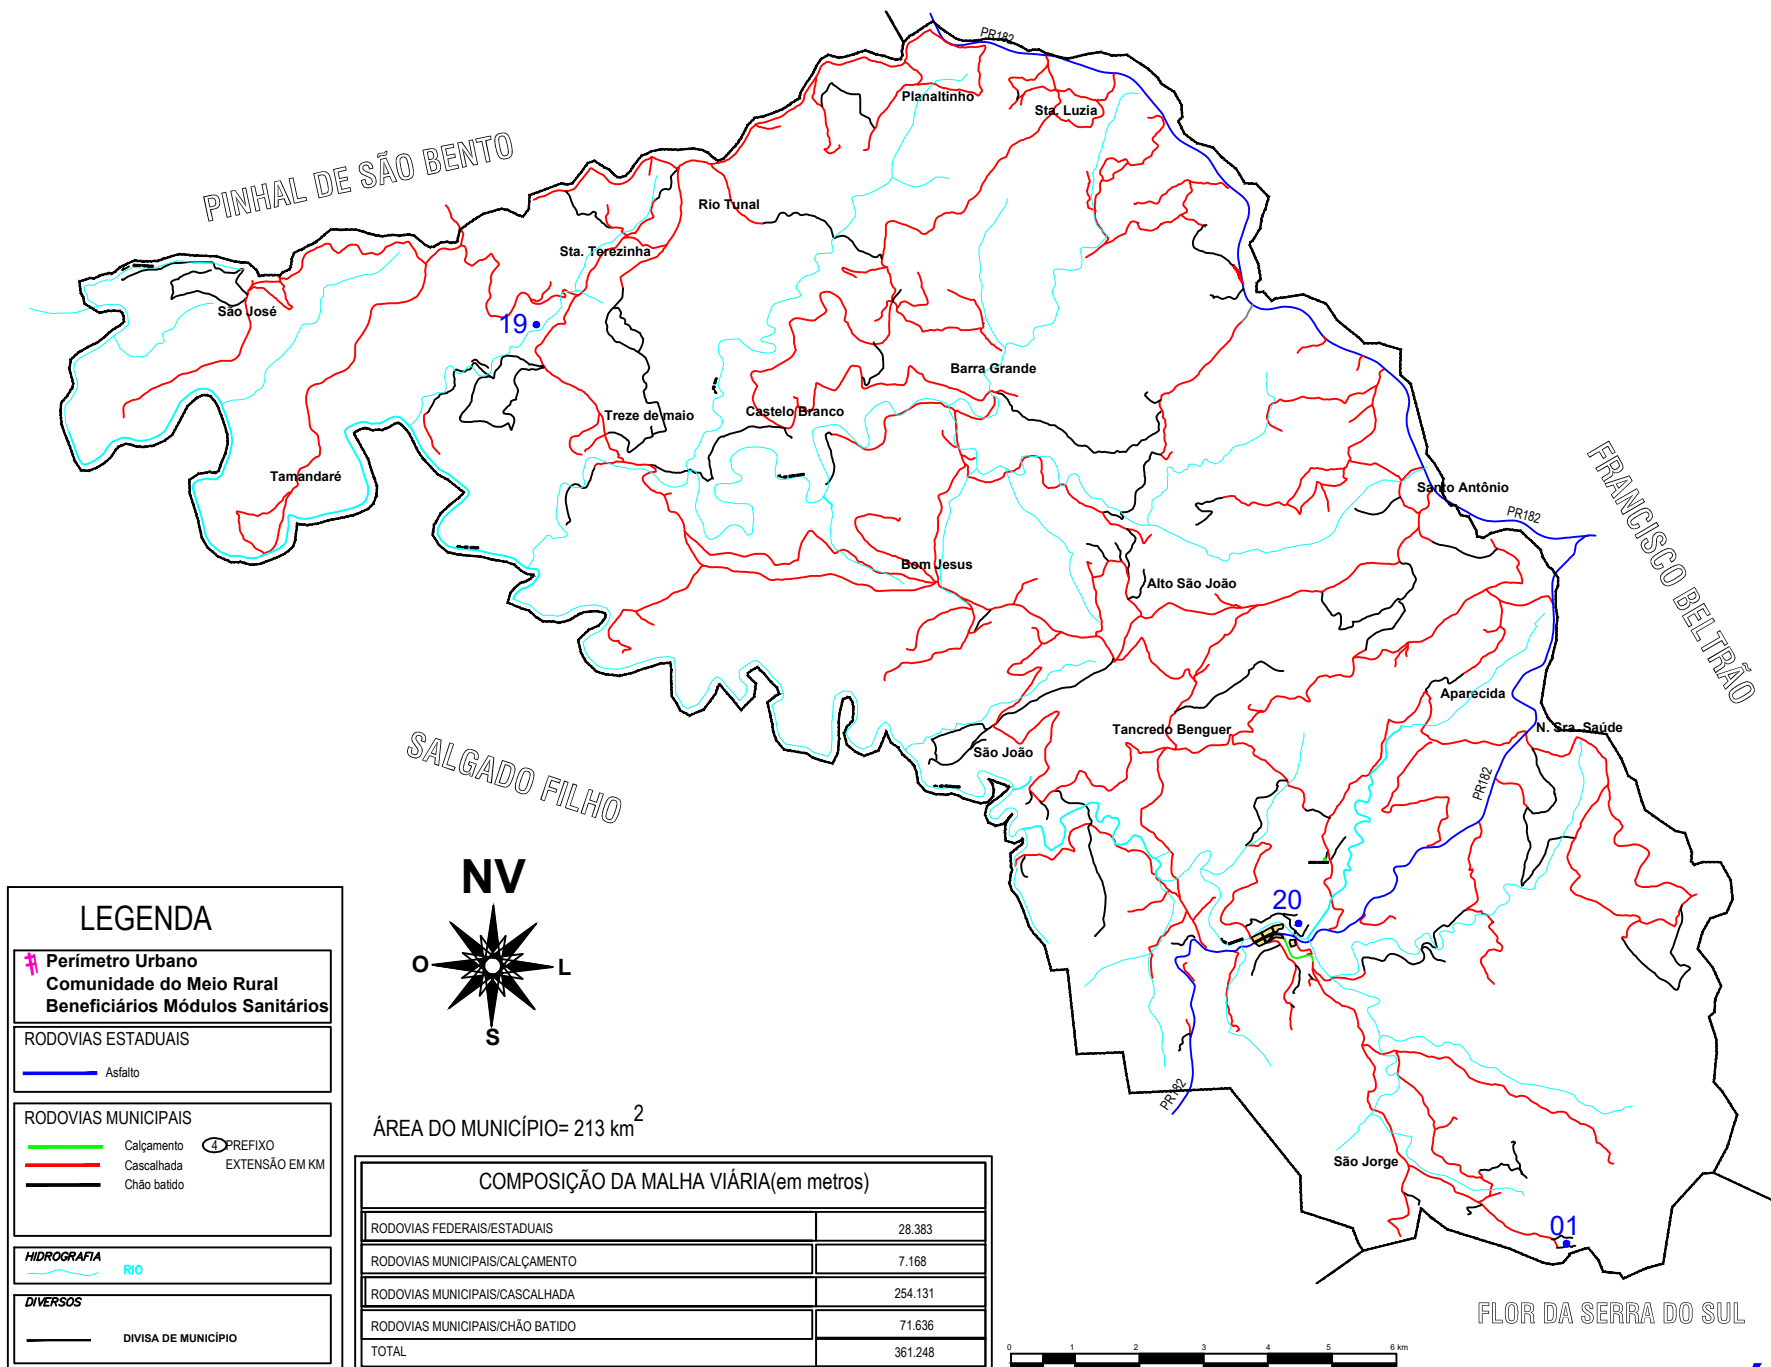 PR182
Planaltinho
Sta. Luzia
PINHAL DE SÃO BENTO
Rio Tunal
Sta. Terezinha
São José
19
Barra Grande
Treze de maio
Castelo Branco
Tamandaré
Santo Antônio
PR182
FRANCISCO BELTRÃO
Bom Jesus
Alto São João
Aparecida
Tancredo Benguer
N. Sra. Saúde
São João
SALGADO FILHO
PR182
20
NV
O
L
S
PR182
São Jorge
01
FLOR DA SERRA DO SUL
LEGENDA
Perímetro Urbano
Comunidade do Meio Rural
Beneficiários Módulos Sanitários
RODOVIAS ESTADUAIS
Asfalto
RODOVIAS MUNICIPAIS
Calçamento 4 PREFIXO
Cascalhada EXTENSÃO EM KM
Chão batido
HIDROGRAFIA
RIO
DIVERSOS
DIVISA DE MUNICÍPIO
ÁREA DO MUNICÍPIO= 213 km²
COMPOSIÇÃO DA MALHA VIÁRIA(em metros)
RODOVIAS FEDERAIS/ESTADUAIS 28.383
RODOVIAS MUNICIPAIS/CALÇAMENTO 7.168
RODOVIAS MUNICIPAIS/CASCALHADA 254.131
RODOVIAS MUNICIPAIS/CHÃO BATIDO 71.636
TOTAL 361.248
0 1 2 3 4 5 6 km